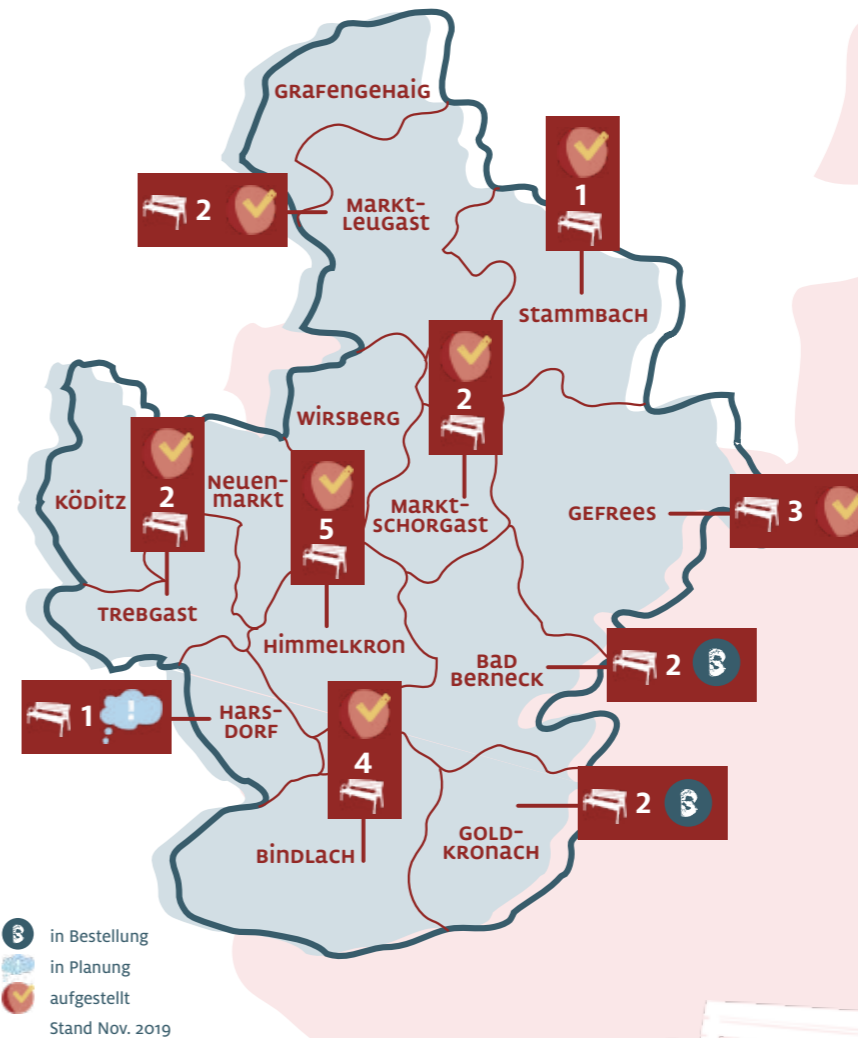 GRAFENGEHAIG
2
MARKT-
LEUGAST
1
STAMMBACH
2
WIRSBERG
MARKT-
SCHORGAST
KÖDITZ
2
NEUEN-
MARKT
5
GEFREES
3
TREBGAST
HIMMELKRON
BAD
BERNECK
2
B
1
!
HARS-
DORF
4
2
B
GOLD-
KRONACH
BINDLACH
B in Bestellung
in Planung
aufgestellt
Stand Nov. 2019